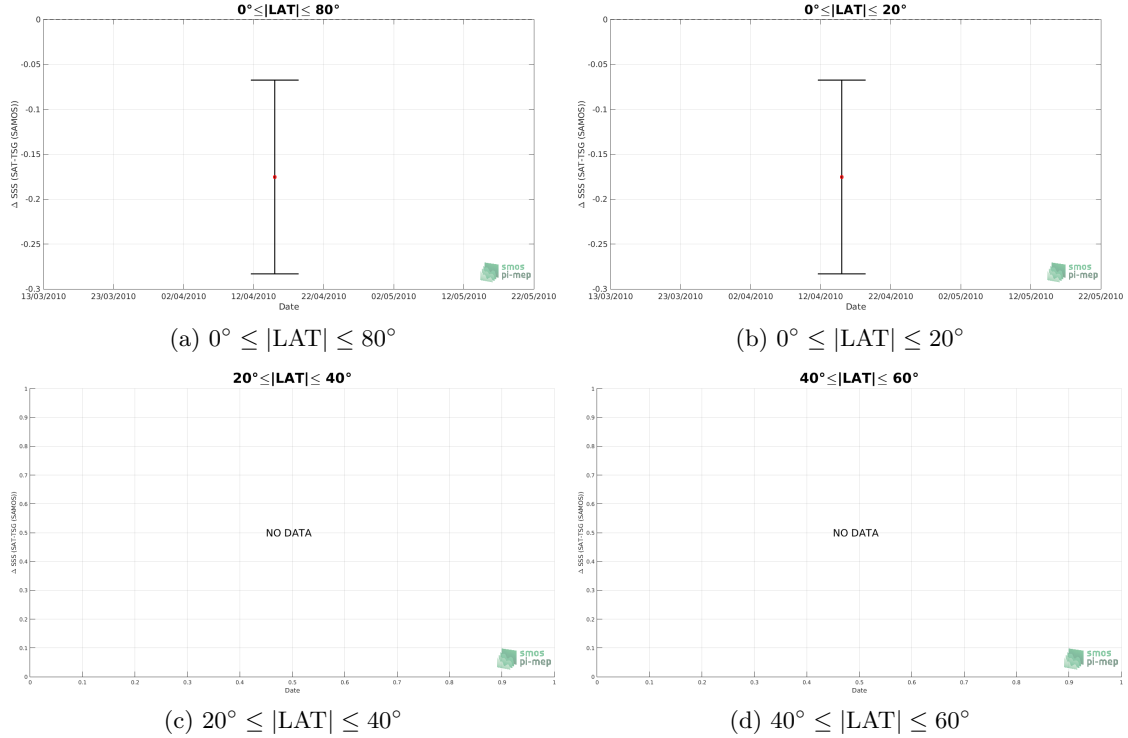 0°≤|LAT|≤ 80°
0
-0.05
-0.1
-0.15
-0.2
-0.25
-0.3
Δ SSS (SAT-TSG (SAMOS))
13/03/2010 23/03/2010 02/04/2010 12/04/2010 22/04/2010 02/05/2010 12/05/2010 22/05/2010
Date
smos
pi-mep
(a) 0° ≤ |LAT| ≤ 80°
0°≤|LAT|≤ 20°
0
-0.05
-0.1
-0.15
-0.2
-0.25
-0.3
Δ SSS (SAT-TSG (SAMOS))
13/03/2010 23/03/2010 02/04/2010 12/04/2010 22/04/2010 02/05/2010 12/05/2010 22/05/2010
Date
smos
pi-mep
(b) 0° ≤ |LAT| ≤ 20°
20°≤|LAT|≤ 40°
1
0.9
0.8
0.7
0.6
0.5
0.4
0.3
0.2
0.1
0
Δ SSS (SAT-TSG (SAMOS))
NO DATA
0 0.1 0.2 0.3 0.4 0.5 0.6 0.7 0.8 0.9 1
Date
smos
pi-mep
(c) 20° ≤ |LAT| ≤ 40°
40°≤|LAT|≤ 60°
1
0.9
0.8
0.7
0.6
0.5
0.4
0.3
0.2
0.1
0
Δ SSS (SAT-TSG (SAMOS))
NO DATA
0 0.1 0.2 0.3 0.4 0.5 0.6 0.7 0.8 0.9 1
Date
smos
pi-mep
(d) 40° ≤ |LAT| ≤ 60°